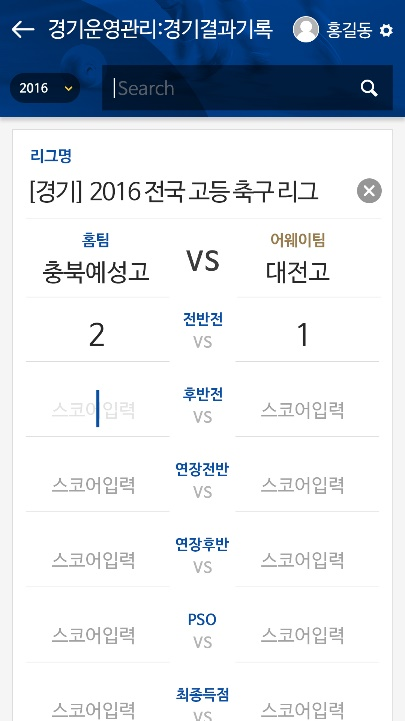 경기운영관리:경기결과기록 홍길동
2016 Search
리그명
[경기] 2016 전국 고등 축구 리그
홈팀 어웨이팀
충북예성고 VS 대전고
전반전
2 VS 1
후반전
스코어입력 VS 스코어입력
연장전반
스코어입력 VS 스코어입력
연장후반
스코어입력 VS 스코어입력
PSO
스코어입력 VS 스코어입력
최종득점
스코어입력 VS 스코어입력